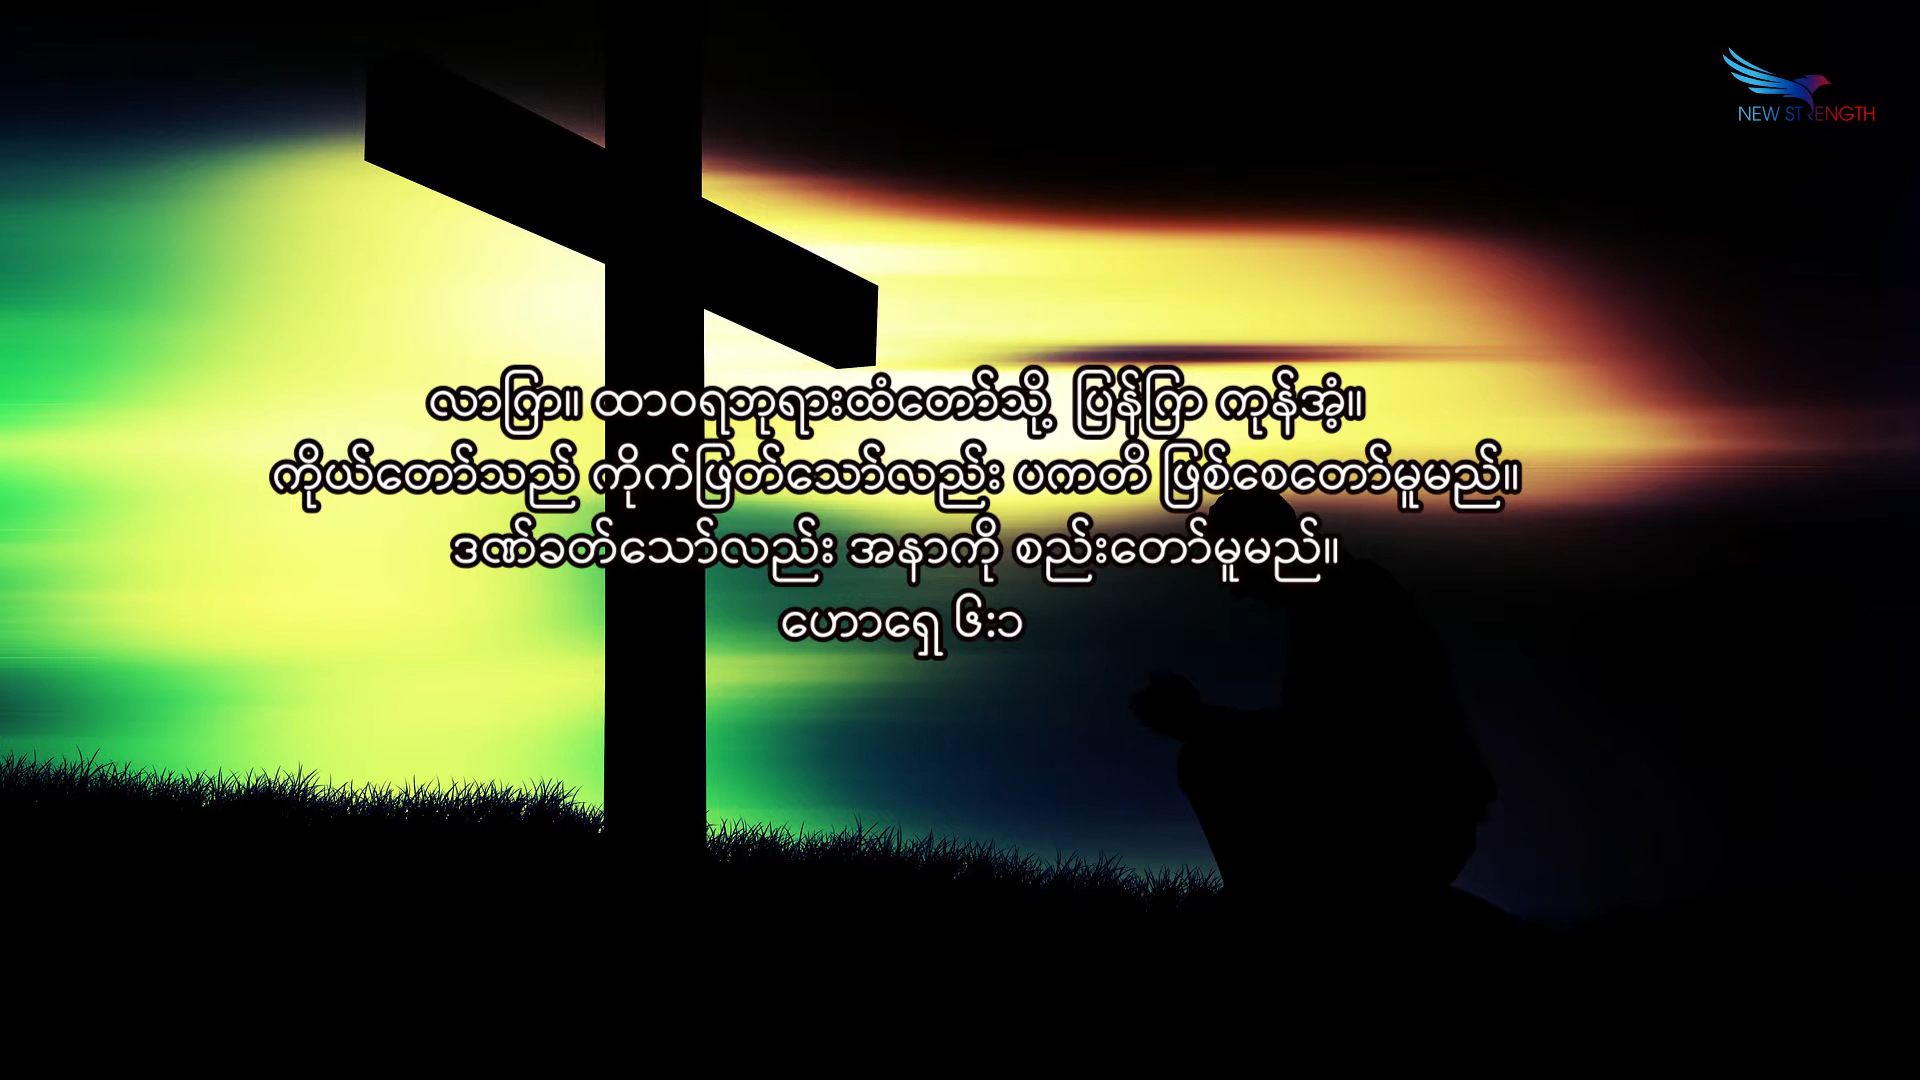 NEW STRENGTH
လာကြ။ ထာဝရဘုရားထံတော်သို့ ပြန်ကြ ကုန်အံ့။
ကိုယ်တော်သည် ကိုက်ဖြတ်သော်လည်း ပကတိ ဖြစ်စေတော်မူမည်။
ဒဏ်ခတ်သော်လည်း အနာကို စည်းတော်မူမည်။
ဟောရှေ ၆:၁